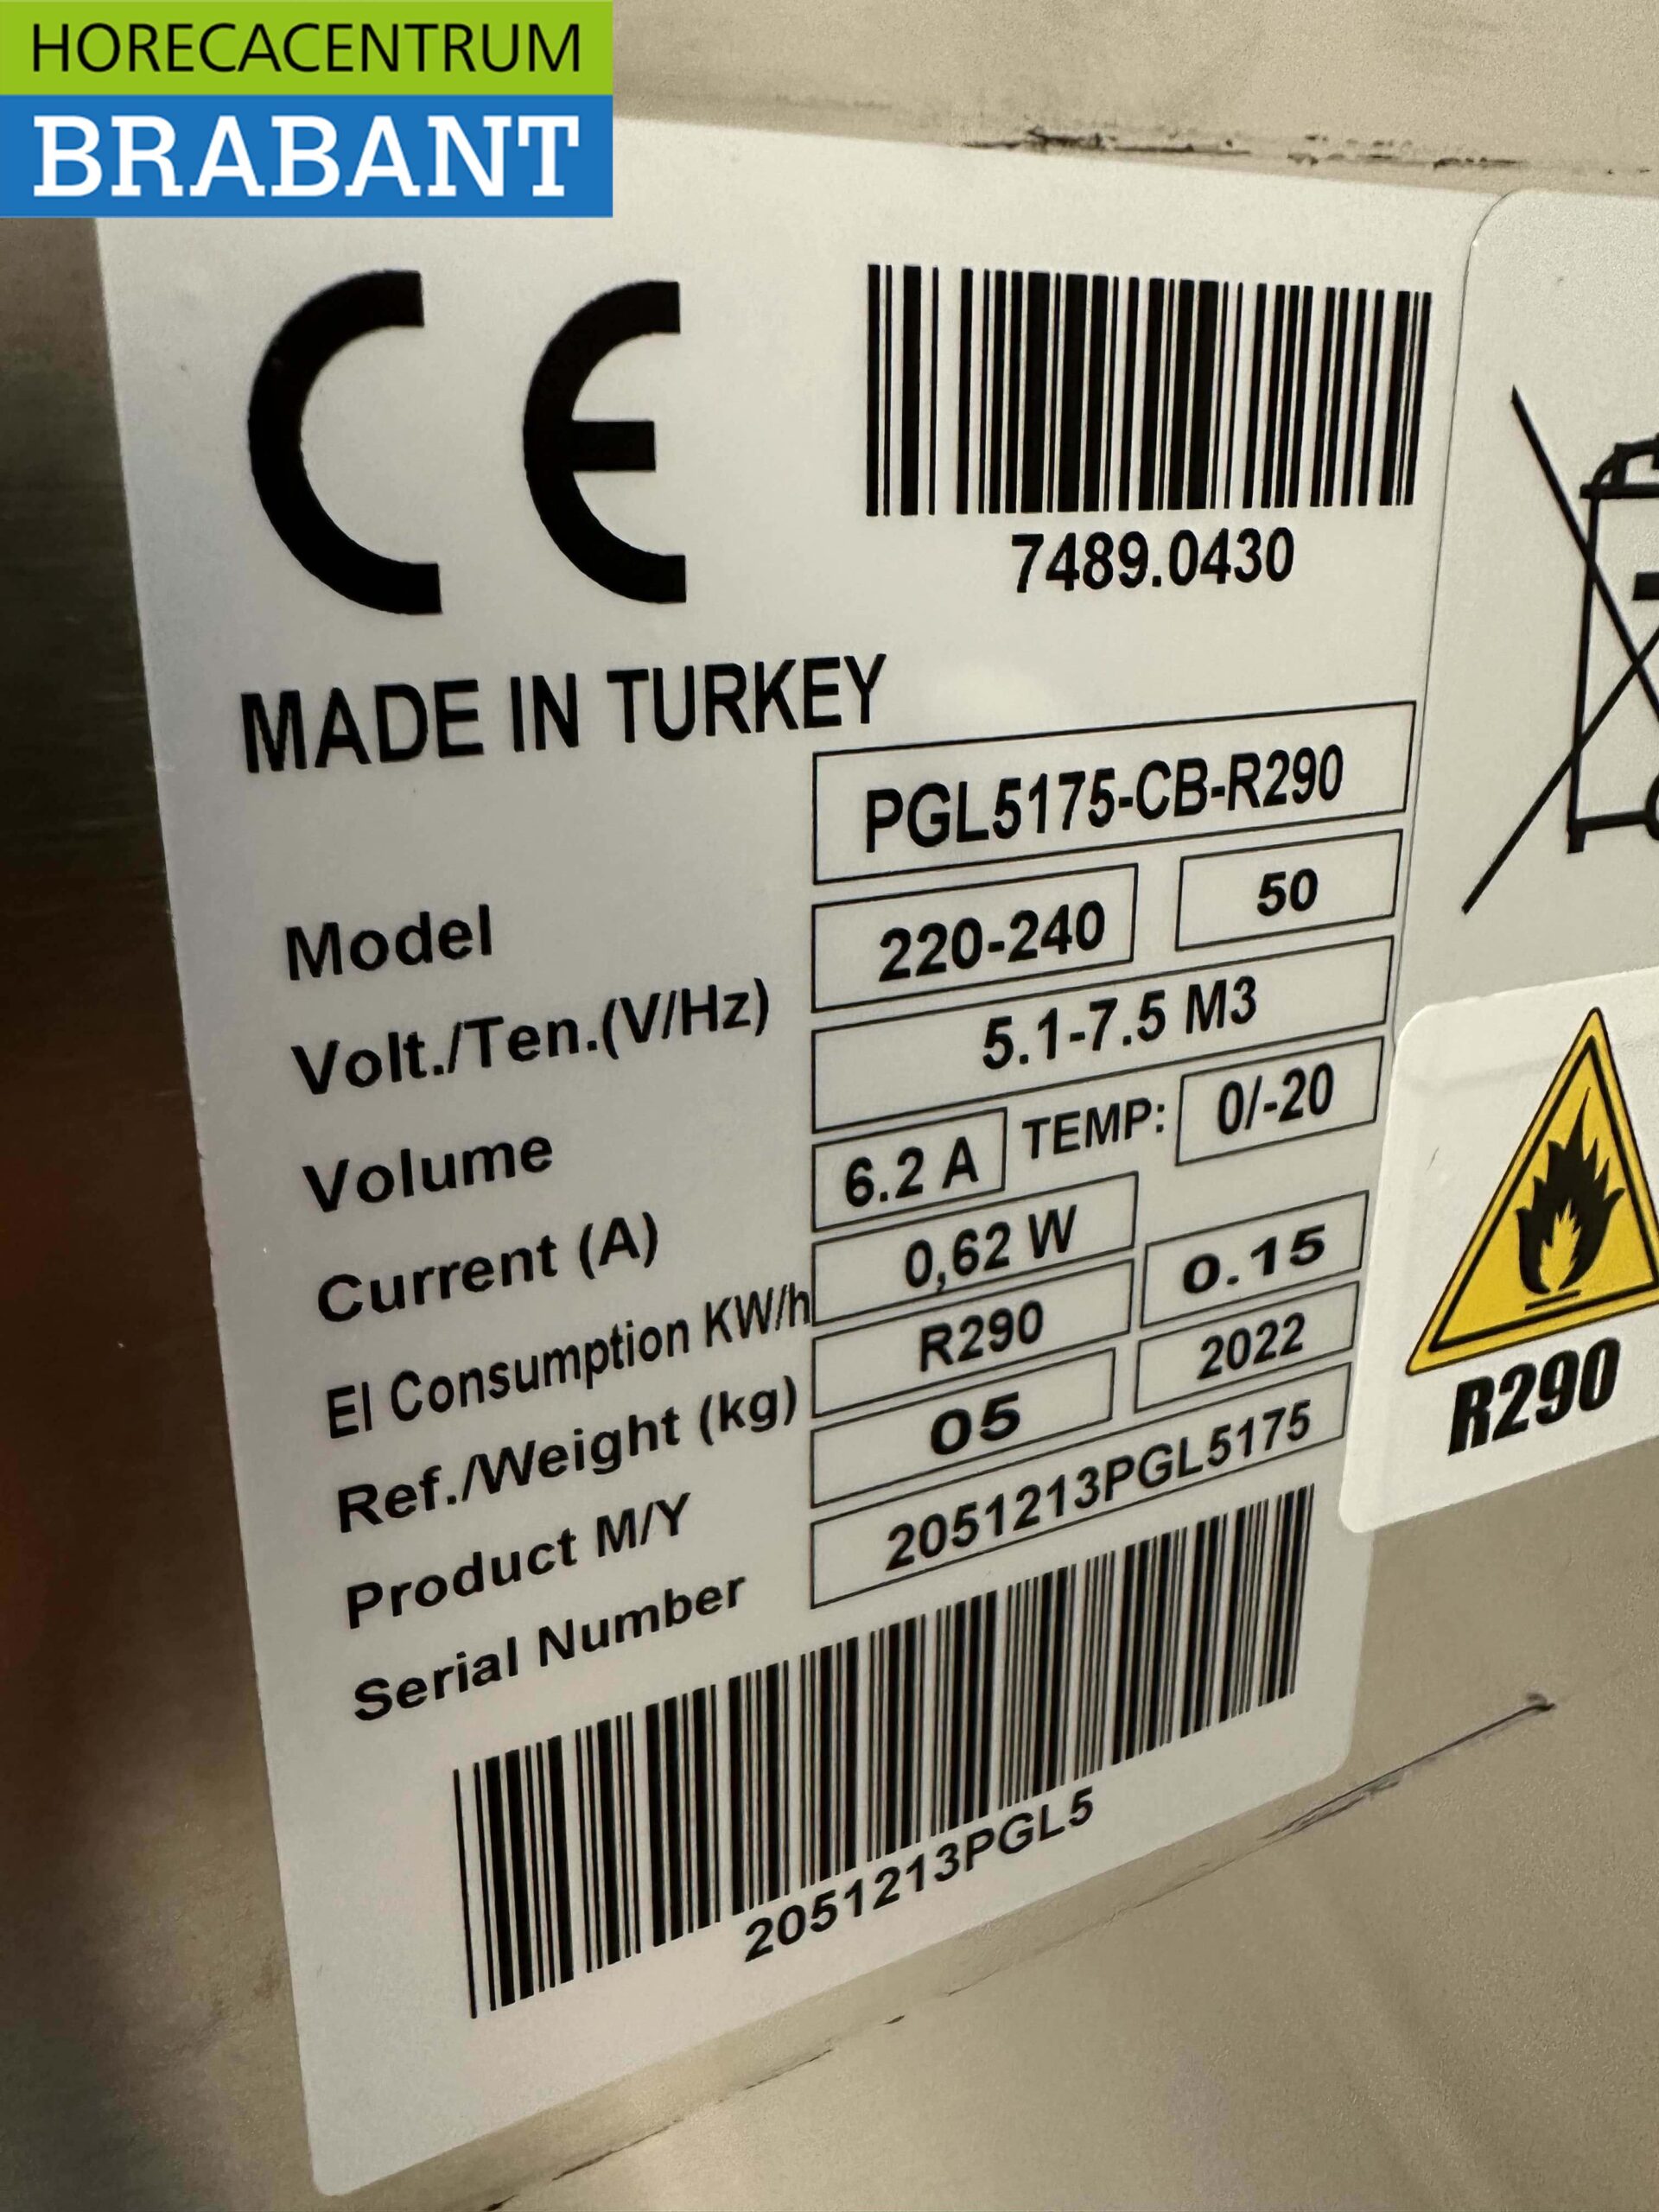 HORECACENTRUM
BRABANT
CE
7489.0430
MADE IN TURKEY
Model PGL5175-CB-R290
Volt./Ten.(V/Hz) 220-240 50
Volume 5.1-7.5 M3
Current (A) 6.2 A TEMP: 0/-20
El Consumption KW/h 0,62 W
Ref./Weight (kg) R290 0.15
Product M/Y 05 2022
Serial Number 2051213PGL5175
2051213PGL5
R290